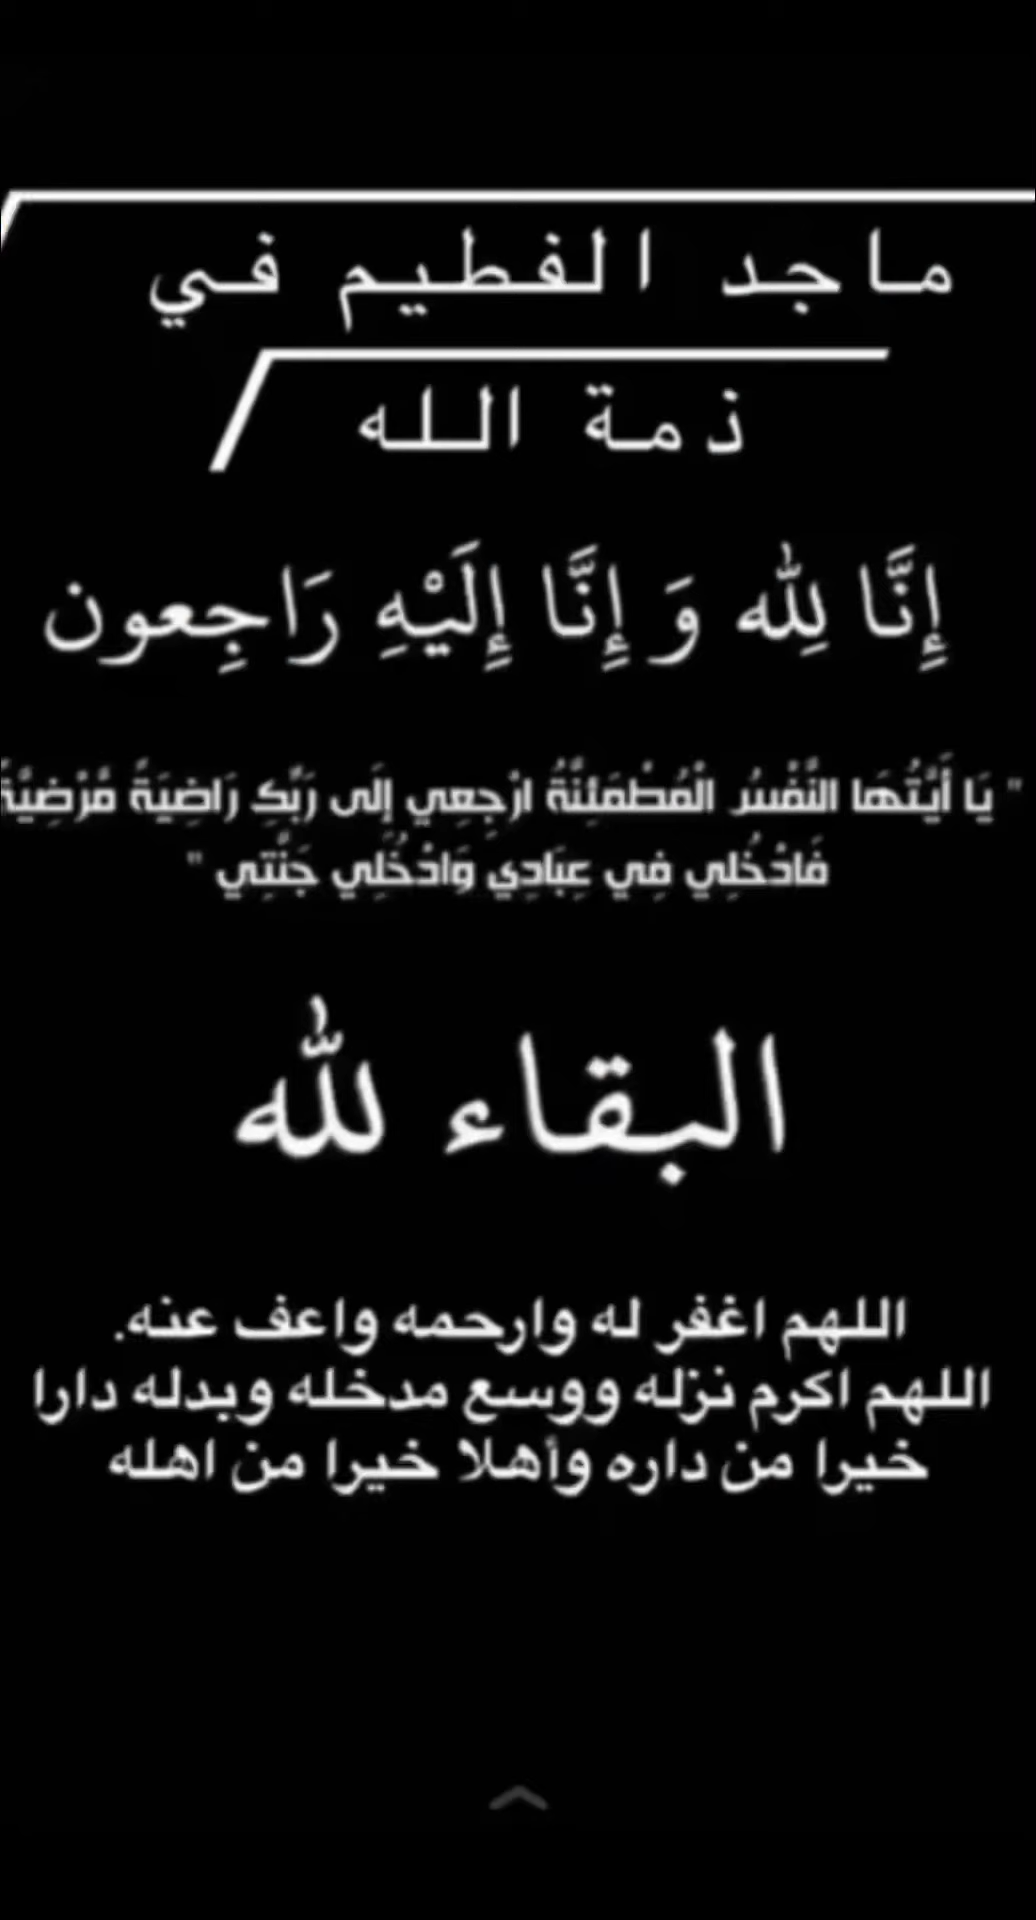 ماجد الفطيم في
ذمة الله
إِنَّا لِلّٰه وَ إِنَّا إِلَيْهِ رَاجِعون
" يَا أَيَّتُهَا النَّفْسُ الْمُطْمَئِنَّةُ ارْجِعِي إِلَى رَبِّكِ رَاضِيَةً مَّرْضِيَّةً
فَادْخُلِي فِي عِبَادِي وَادْخُلِي جَنَّتِي "
البقاء لله
اللهم اغفر له وارحمه واعف عنه.
اللهم اكرم نزله ووسع مدخله وبدله دارا
خيرا من داره وأهلا خيرا من اهله